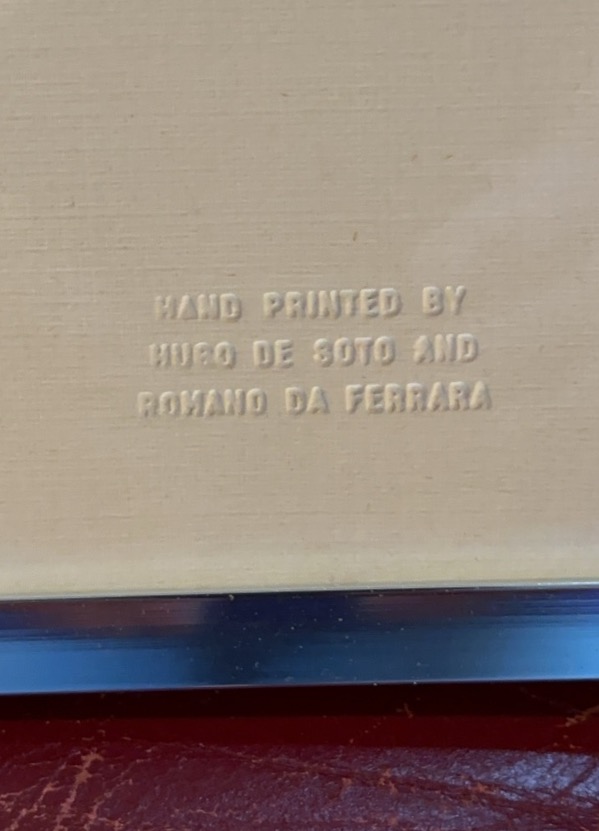 HAND PRINTED BY
HUGO DE SOTO AND
ROMANO DA FERRARA